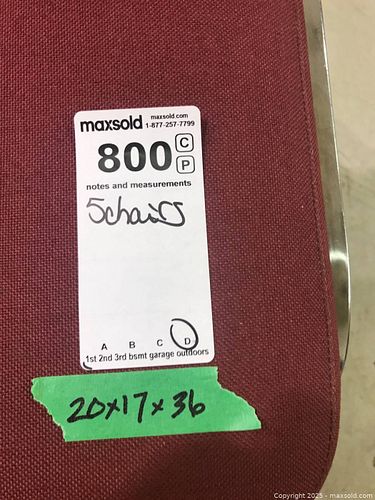 maxsold maxsold.com
1-877-257-7799
800 C
P
notes and measurements
5chairs
A B C D
1st 2nd 3rd bsmt garage outdoors
20x17x36
Copyright 2025 - maxsold.com